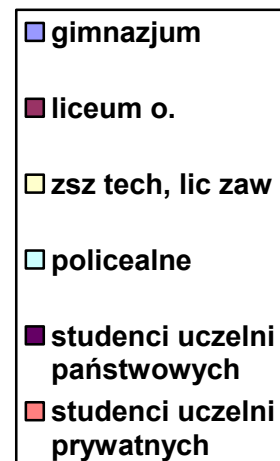 gimnazjum
liceum o.
zsz tech, lic zaw
policealne
studenci uczelni
państwowych
studenci uczelni
prywatnych